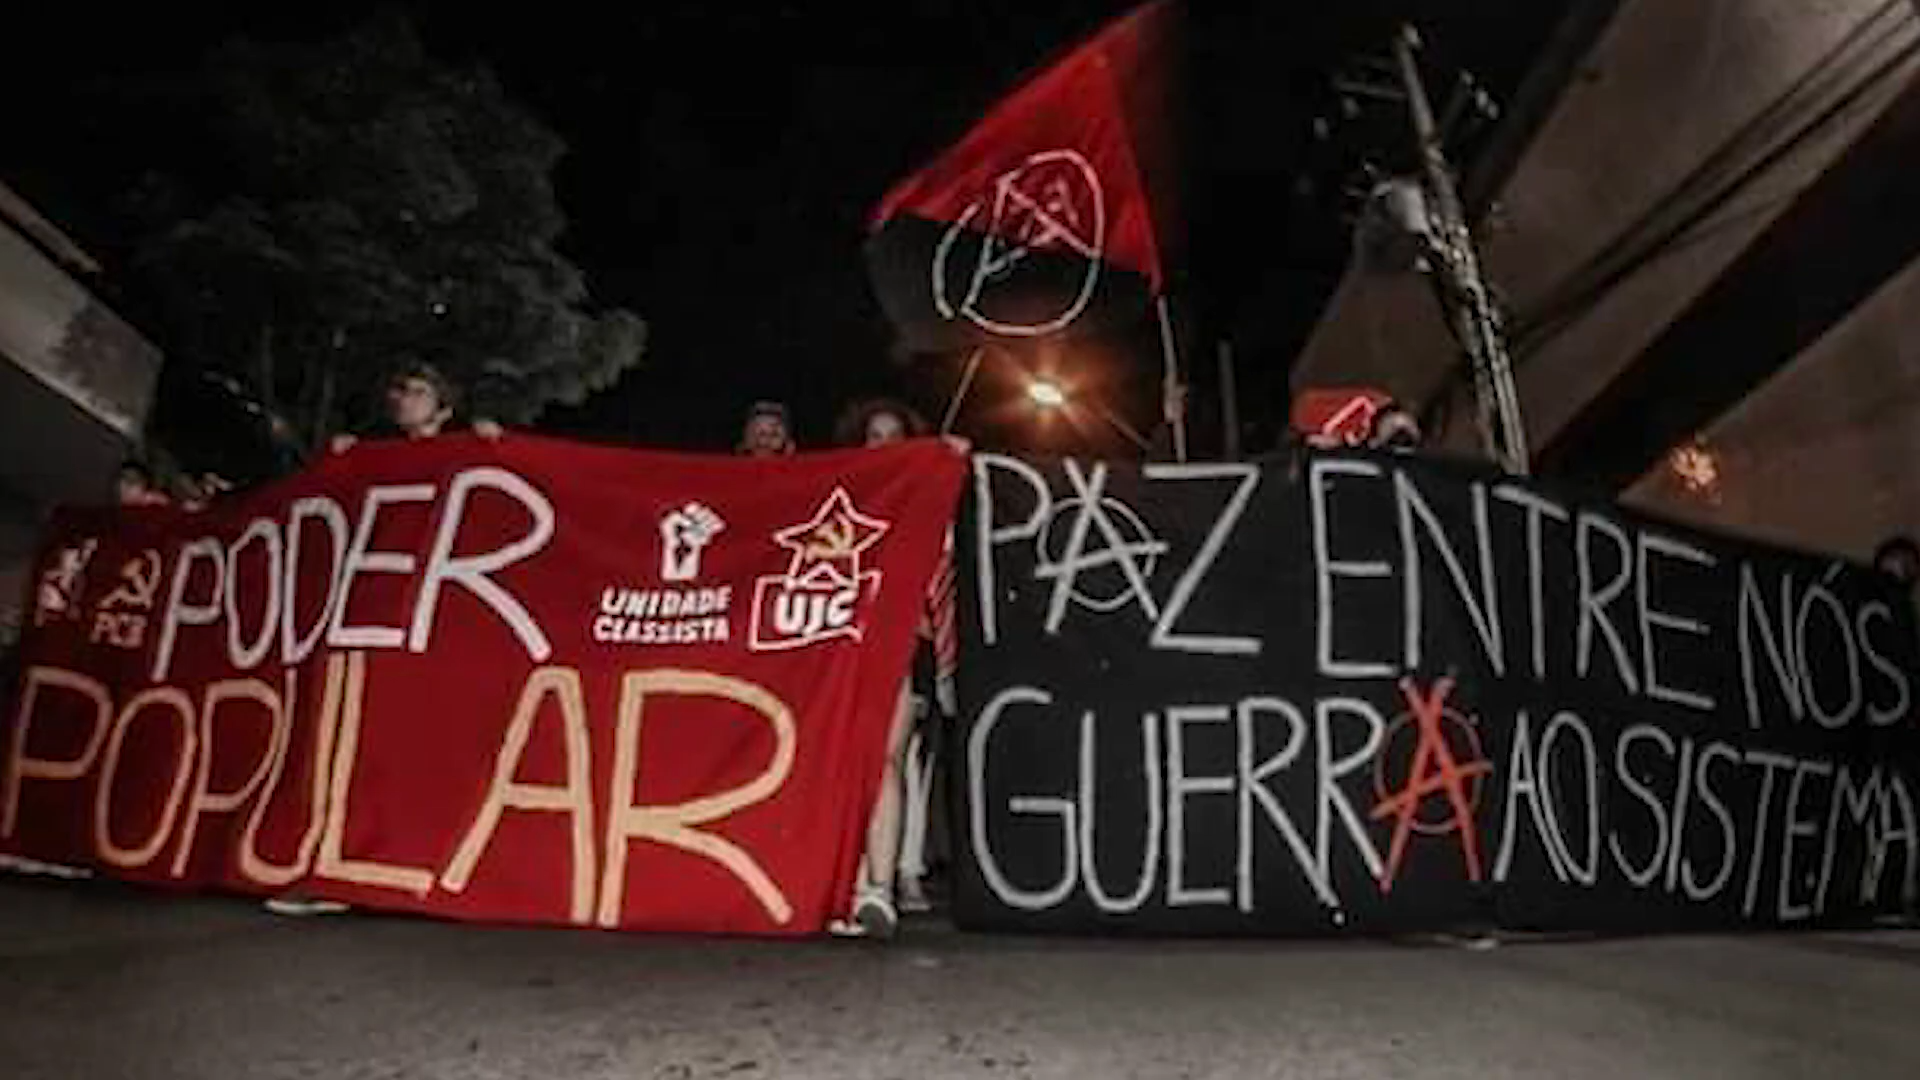 PODER
POPULAR
PCB
UNIDADE
CLASSISTA
UJC
PAZ ENTRE NÓS
GUERRA AO SISTEMA